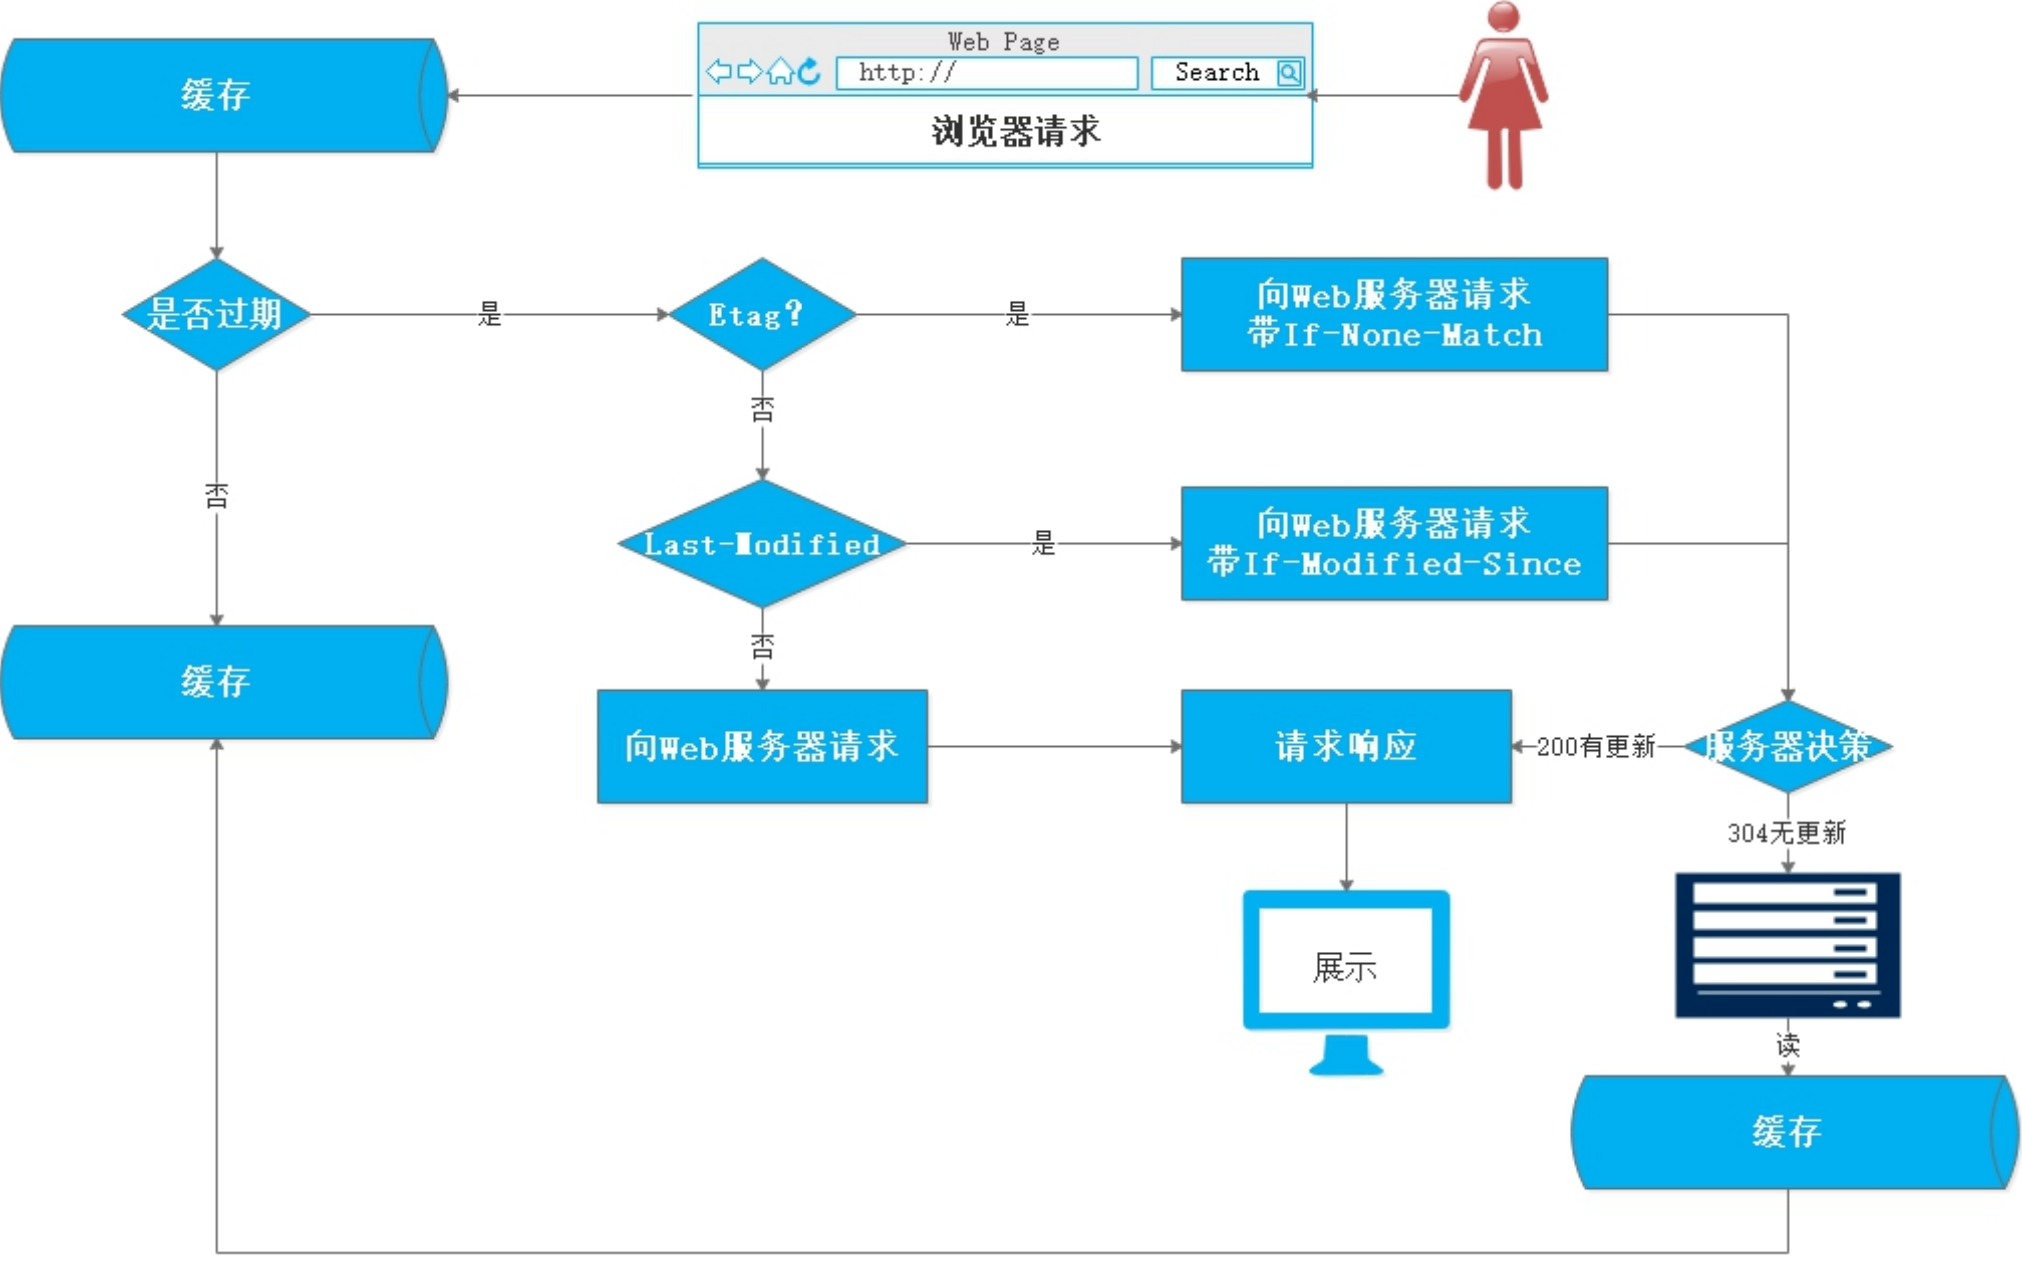 Web Page
缓存
http://
Search
浏览器请求
是否过期
是
Etag?
是
向Web服务器请求
带If-None-Match
否
否
Last-Modified
是
向Web服务器请求
带If-Modified-Since
否
缓存
向Web服务器请求
请求响应
200有更新
服务器决策
304无更新
展示
读
缓存